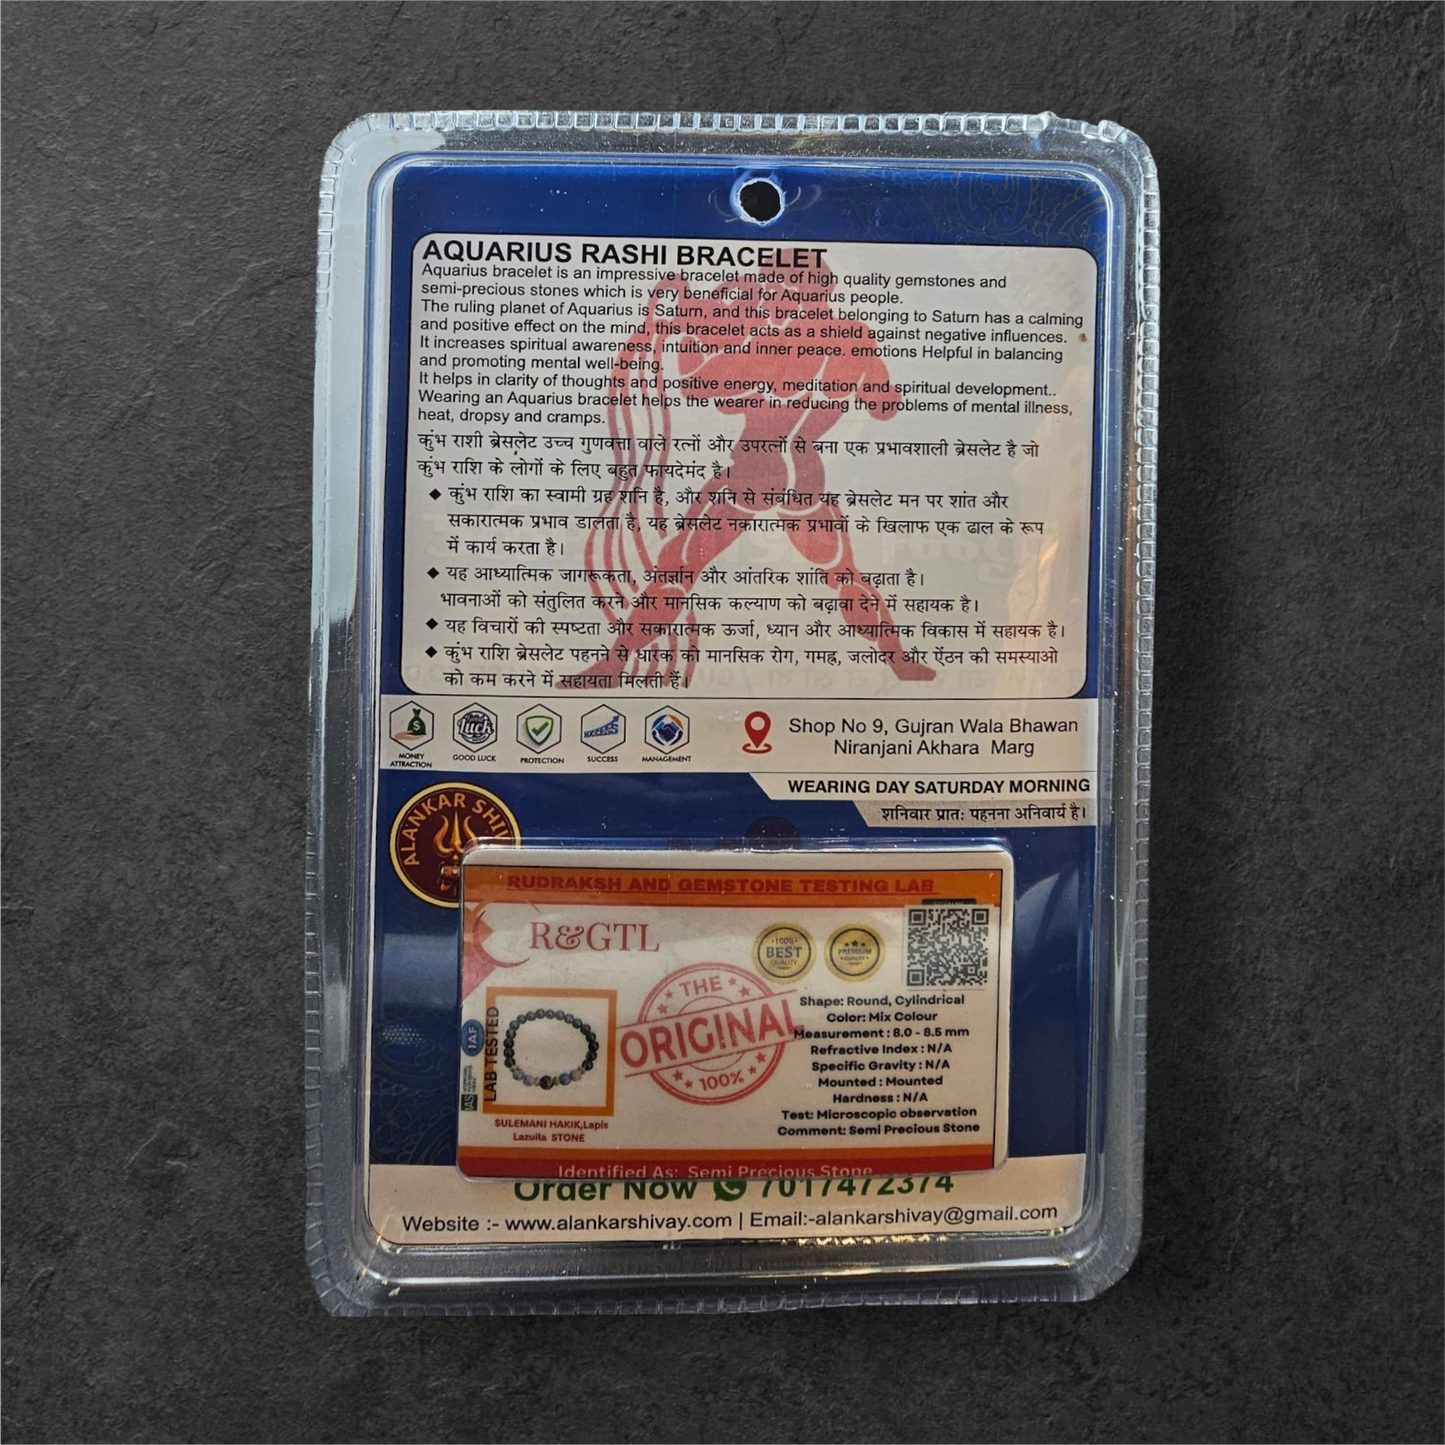 AQUARIUS RASHI BRACELET
Aquarius bracelet is an impressive bracelet made of high quality gemstones and
semi-precious stones which is very beneficial for Aquarius people.
The ruling planet of Aquarius is Saturn, and this bracelet belonging to Saturn has a calming
and positive effect on the mind, this bracelet acts as a shield against negative influences.
It increases spiritual awareness, intuition and inner peace. emotions Helpful in balancing
and promoting mental well-being.
It helps in clarity of thoughts and positive energy, meditation and spiritual development..
Wearing an Aquarius bracelet helps the wearer in reducing the problems of mental illness,
heat, dropsy and cramps.
कुंभ राशी ब्रेसलेट उच्च गुणवत्ता वाले रत्नों और उपरत्नों से बना एक प्रभावशाली ब्रेसलेट है जो
कुंभ राशि के लोगों के लिए बहुत फायदेमंद है।
◆ कुंभ राशि का स्वामी ग्रह शनि है, और शनि से संबंधित यह ब्रेसलेट मन पर शांत और
सकारात्मक प्रभाव डालता है, यह ब्रेसलेट नकारात्मक प्रभावों के खिलाफ एक ढाल के रूप
में कार्य करता है।
◆ यह आध्यात्मिक जागरूकता, अंतर्ज्ञान और आंतरिक शांति को बढ़ाता है।
भावनाओं को संतुलित करने और मानसिक कल्याण को बढ़ावा देने में सहायक है।
◆ यह विचारों की स्पष्टता और सकारात्मक ऊर्जा, ध्यान और आध्यात्मिक विकास में सहायक है।
◆ कुंभ राशि ब्रेसलेट पहनने से धारक को मानसिक रोग, गमह्न, जलोदर और ऐंठन की समस्याओ
को कम करने में सहायता मिलती हैं।
MONEY ATTRACTION
Good Luck
GOOD LUCK
PROTECTION
SUCCESS
SUCCESS
MANAGEMENT
Shop No 9, Gujran Wala Bhawan
Niranjani Akhara Marg
WEARING DAY SATURDAY MORNING
शनिवार प्रातः पहनना अनिवार्य है।
ALANKAR SHIV
RUDRAKSH AND GEMSTONE TESTING LAB
R&GTL
100% BEST QUALITY
PREMIUM QUALITY
THE ORIGINAL 100%
IAF
IAS
LAB TESTED
SULEMANI HAKIK,Lapis
Lazuila STONE
Shape: Round, Cylindrical
Color: Mix Colour
Measurement : 8.0 - 8.5 mm
Refractive Index : N/A
Specific Gravity : N/A
Mounted : Mounted
Hardness : N/A
Test: Microscopic observation
Comment: Semi Precious Stone
Identified As: Semi Precious Stone
Order Now 7017472374
Website :- www.alankarshivay.com | Email:-alankarshivay@gmail.com